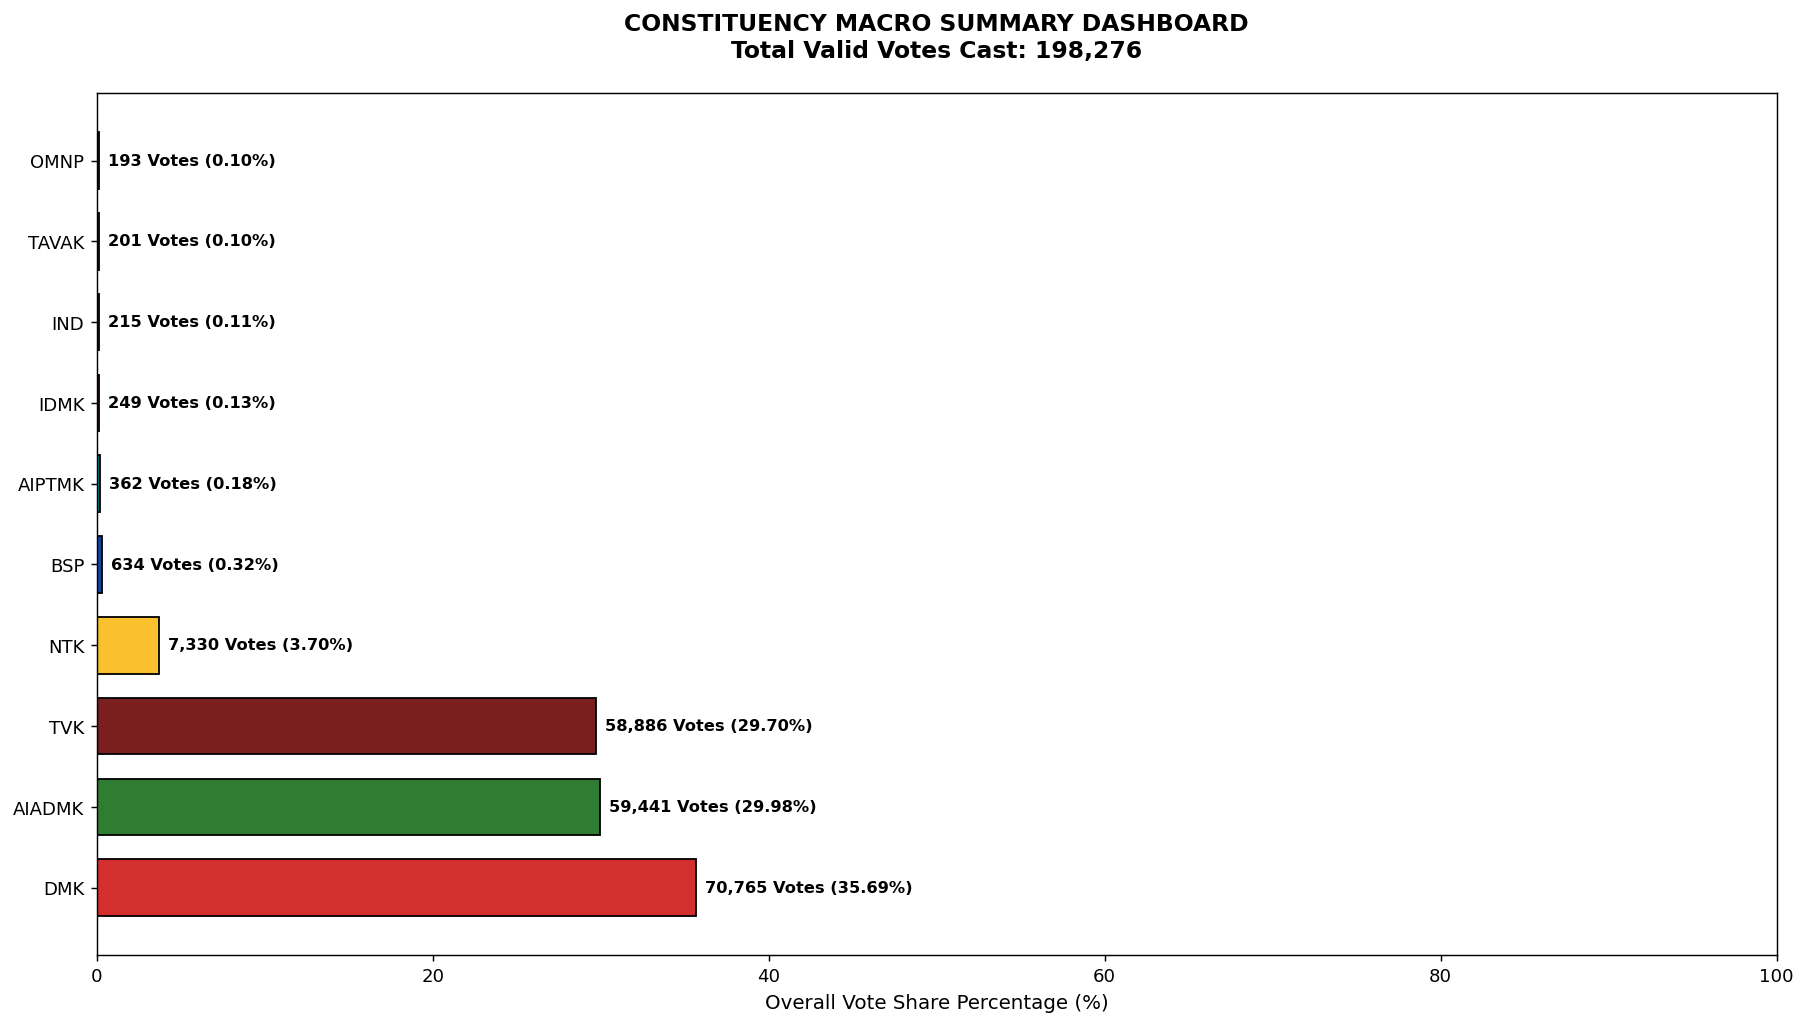 CONSTITUENCY MACRO SUMMARY DASHBOARD
Total Valid Votes Cast: 198,276
OMNP 193 Votes (0.10%)
TAVAK 201 Votes (0.10%)
IND 215 Votes (0.11%)
IDMK 249 Votes (0.13%)
AIPTMK 362 Votes (0.18%)
BSP 634 Votes (0.32%)
NTK 7,330 Votes (3.70%)
TVK 58,886 Votes (29.70%)
AIADMK 59,441 Votes (29.98%)
DMK 70,765 Votes (35.69%)
0 20 40 60 80 100
Overall Vote Share Percentage (%)